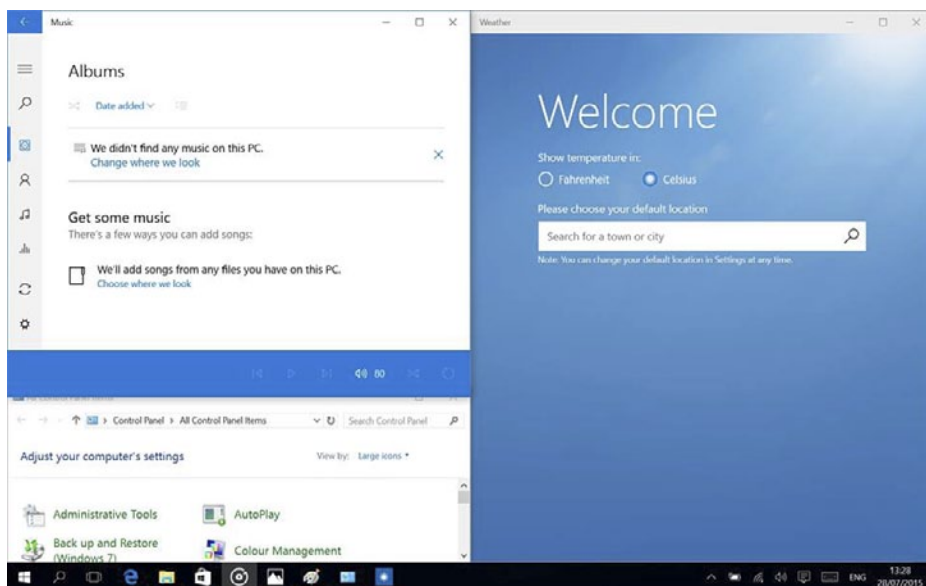 Music
Albums
Date added
We didn't find any music on this PC.
Change where we look
Get some music
There's a few ways you can add songs:
We'll add songs from any files you have on this PC.
Choose where we look
80
Control Panel
All Control Panel Items
Search Control Panel
Adjust your computer's settings
View by:
Large icons
Administrative Tools
AutoPlay
Back up and Restore
(Windows 7)
Colour Management
Weather
Welcome
Show temperature in:
Fahrenheit
Celsius
Please choose your default location
Search for a town or city
Note: You can change your default location in Settings at any time.
ENG
13:28
28/07/2015